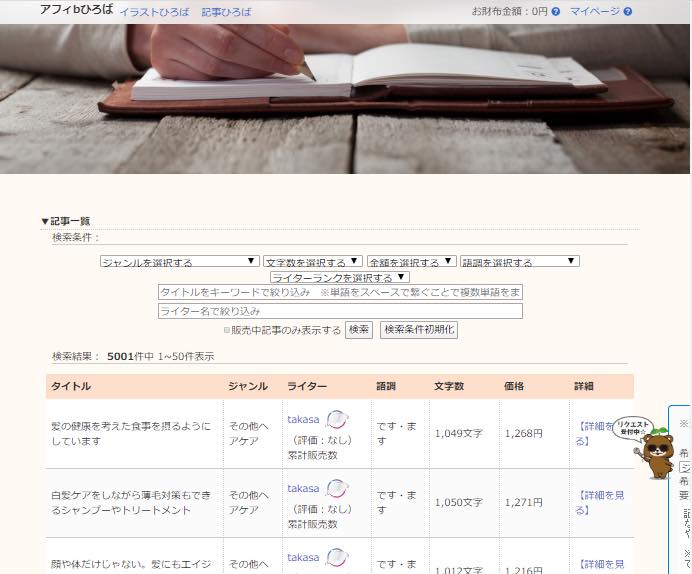 アフィbひろば イラストひろば 記事ひろば お財布金額：0円 ? マイページ ?
▼記事一覧
検索条件：
ジャンルを選択する ▼ 文字数を選択する ▼ 金額を選択する ▼ 語調を選択する ▼
ライターランクを選択する ▼
タイトルをキーワードで絞り込み ※単語をスペースで繋ぐことで複数単語をま
ライター名で絞り込み
販売中記事のみ表示する 検索 検索条件初期化
検索結果： 5001件中 1~50件表示
タイトル ジャンル ライター 語調 文字数 価格 詳細
髪の健康を考えた食事を摂るように
しています
その他ヘ
アケア
takasa
（評価：なし）
累計販売数
です・ま
す
1,049文字
1,268円
【詳細を
る】
リクエスト
受付中☆
白髪ケアをしながら薄毛対策もでき
るシャンプーやトリートメント
その他ヘ
アケア
takasa
（評価：なし）
累計販売数
です・ま
す
1,050文字
1,271円
【詳細を見
る】
顔や体だけじゃない。髪にもエイジ
その他ヘ
takasa
（評価：なし）
です・ま
1,012文字
1,216円
【詳細を見
※
希
希
要